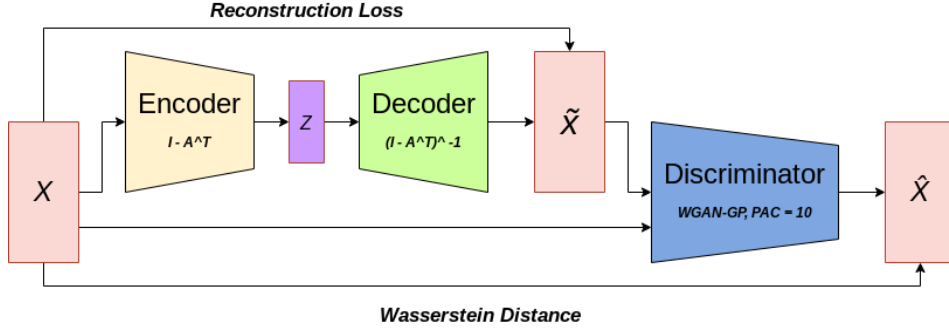 Reconstruction Loss
Encoder
I - A^T
Z
Decoder
(I - A^T)^ -1
x̃
X
Discriminator
WGAN-GP, PAC = 10
X̂
Wasserstein Distance